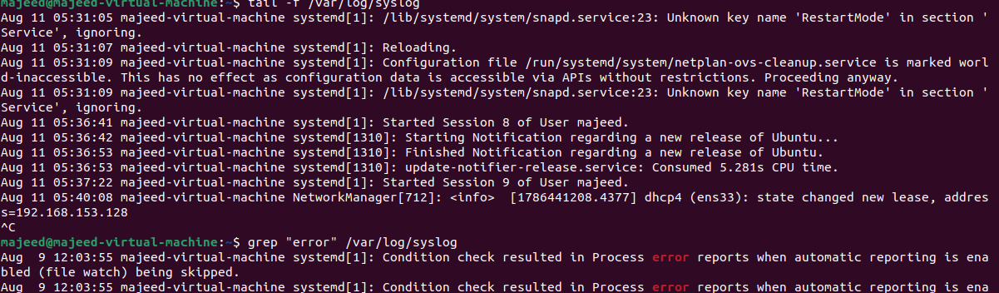 majeed@majeed-virtual-machine:~$ tail -f /var/log/syslog
Aug 11 05:31:05 majeed-virtual-machine systemd[1]: /lib/systemd/system/snapd.service:23: Unknown key name 'RestartMode' in section '
Service', ignoring.
Aug 11 05:31:07 majeed-virtual-machine systemd[1]: Reloading.
Aug 11 05:31:09 majeed-virtual-machine systemd[1]: Configuration file /run/systemd/system/netplan-ovs-cleanup.service is marked worl
d-inaccessible. This has no effect as configuration data is accessible via APIs without restrictions. Proceeding anyway.
Aug 11 05:31:09 majeed-virtual-machine systemd[1]: /lib/systemd/system/snapd.service:23: Unknown key name 'RestartMode' in section '
Service', ignoring.
Aug 11 05:36:41 majeed-virtual-machine systemd[1]: Started Session 8 of User majeed.
Aug 11 05:36:42 majeed-virtual-machine systemd[1310]: Starting Notification regarding a new release of Ubuntu...
Aug 11 05:36:53 majeed-virtual-machine systemd[1310]: Finished Notification regarding a new release of Ubuntu.
Aug 11 05:36:53 majeed-virtual-machine systemd[1310]: update-notifier-release.service: Consumed 5.281s CPU time.
Aug 11 05:37:22 majeed-virtual-machine systemd[1]: Started Session 9 of User majeed.
Aug 11 05:40:08 majeed-virtual-machine NetworkManager[712]: <info>  [1786441208.4377] dhcp4 (ens33): state changed new lease, addres
s=192.168.153.128
^C
majeed@majeed-virtual-machine:~$ grep "error" /var/log/syslog
Aug  9 12:03:55 majeed-virtual-machine systemd[1]: Condition check resulted in Process error reports when automatic reporting is ena
bled (file watch) being skipped.
Aug  9 12:03:55 majeed-virtual-machine systemd[1]: Condition check resulted in Process error reports when automatic reporting is ena